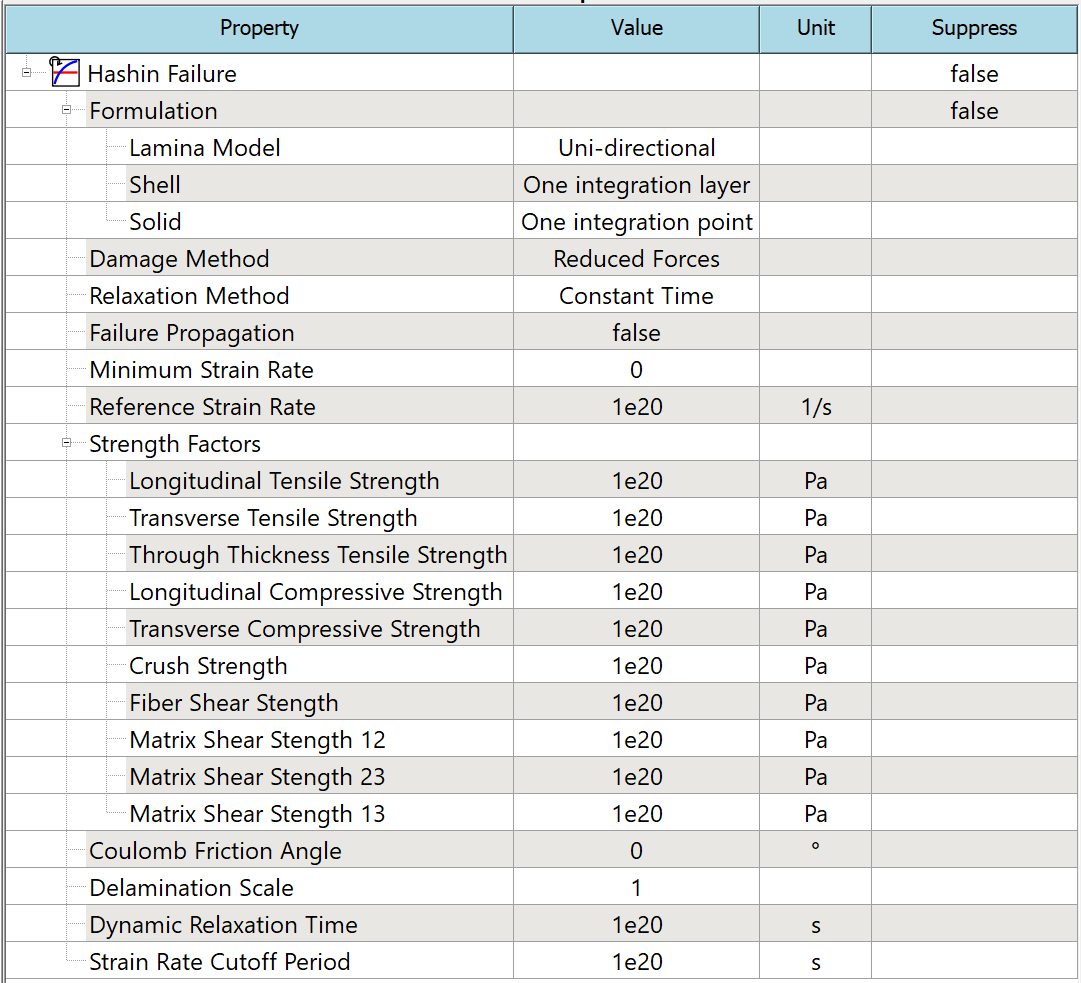 Property Value Unit Suppress
Hashin Failure false
Formulation false
Lamina Model Uni-directional
Shell One integration layer
Solid One integration point
Damage Method Reduced Forces
Relaxation Method Constant Time
Failure Propagation false
Minimum Strain Rate 0
Reference Strain Rate 1e20 1/s
Strength Factors
Longitudinal Tensile Strength 1e20 Pa
Transverse Tensile Strength 1e20 Pa
Through Thickness Tensile Strength 1e20 Pa
Longitudinal Compressive Strength 1e20 Pa
Transverse Compressive Strength 1e20 Pa
Crush Strength 1e20 Pa
Fiber Shear Stength 1e20 Pa
Matrix Shear Stength 12 1e20 Pa
Matrix Shear Stength 23 1e20 Pa
Matrix Shear Stength 13 1e20 Pa
Coulomb Friction Angle 0 °
Delamination Scale 1
Dynamic Relaxation Time 1e20 s
Strain Rate Cutoff Period 1e20 s